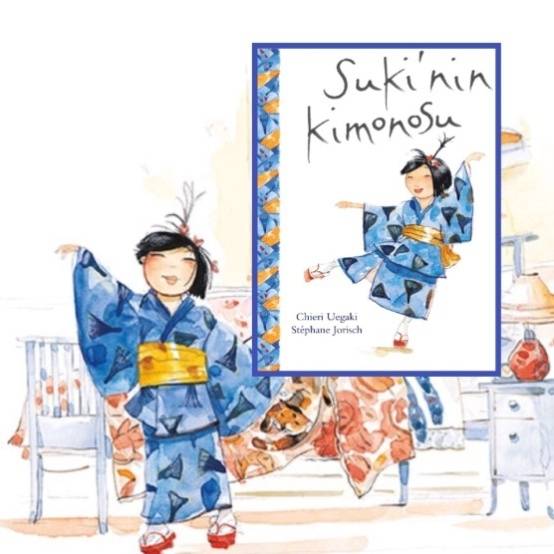 Suki'nin
kimonosu
Chieri Uegaki
Stéphane Jorisch